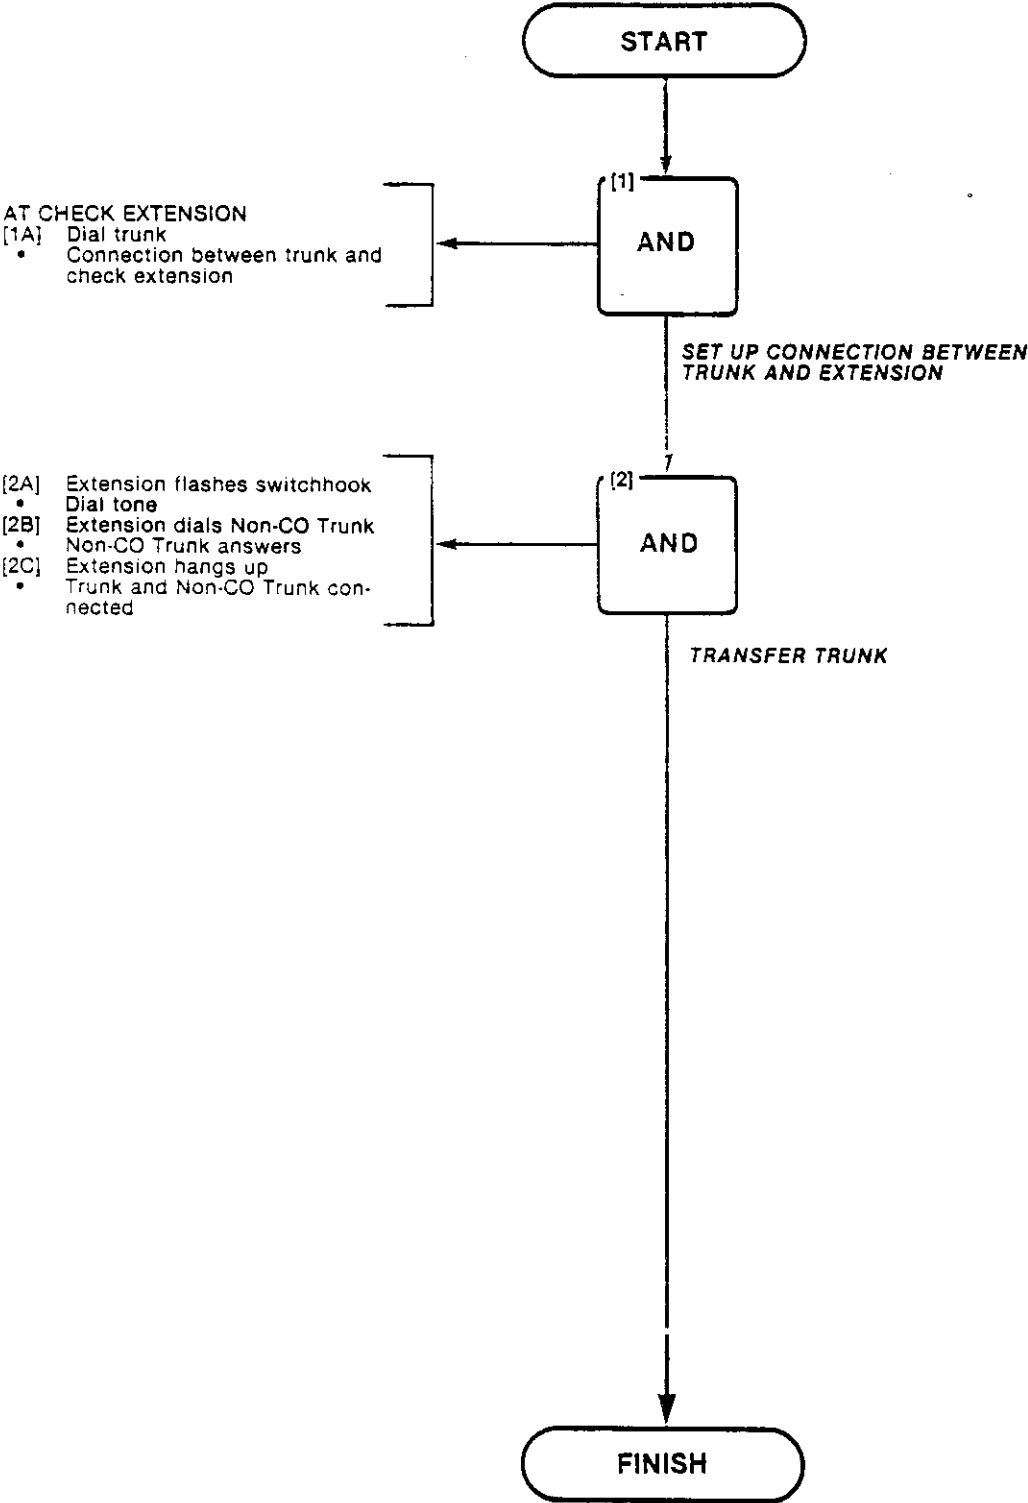 START
[1]
AND
AT CHECK EXTENSION
[1A] Dial trunk
• Connection between trunk and
check extension
SET UP CONNECTION BETWEEN
TRUNK AND EXTENSION
[2]
AND
[2A] Extension flashes switchhook
• Dial tone
[2B] Extension dials Non-CO Trunk
• Non-CO Trunk answers
[2C] Extension hangs up
• Trunk and Non-CO Trunk con-
nected
TRANSFER TRUNK
FINISH